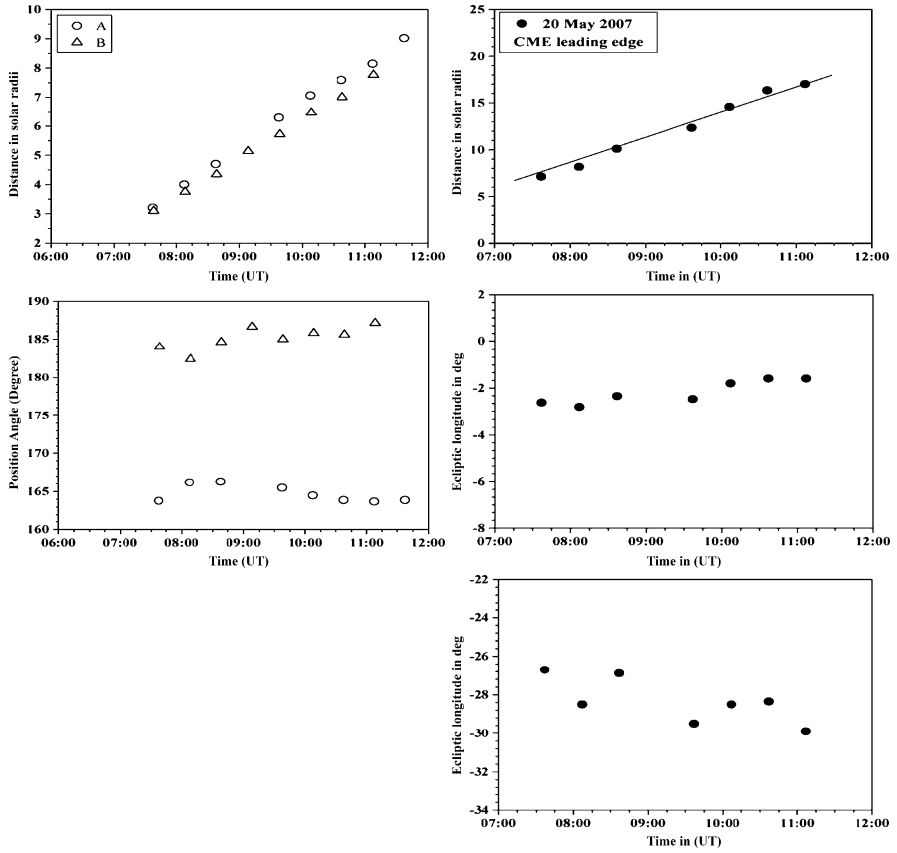 A
B
Distance in solar radii
10
9
8
7
6
5
4
3
2
06:00 07:00 08:00 09:00 10:00 11:00 12:00
Time (UT)
20 May 2007
CME leading edge
Distance in solar radii
25
20
15
10
5
0
07:00 08:00 09:00 10:00 11:00 12:00
Time in (UT)
Position Angle (Degree)
190
185
180
175
170
165
160
06:00 07:00 08:00 09:00 10:00 11:00 12:00
Time (UT)
Ecliptic longitude in deg
2
0
-2
-4
-6
-8
07:00 08:00 09:00 10:00 11:00 12:00
Time in (UT)
Ecliptic longitude in deg
-22
-24
-26
-28
-30
-32
-34
07:00 08:00 09:00 10:00 11:00 12:00
Time in (UT)